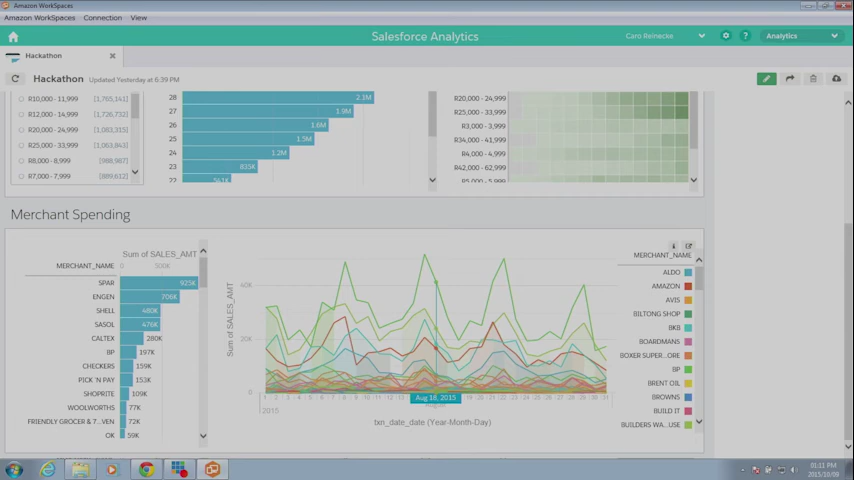 Amazon WorkSpaces
Amazon WorkSpaces Connection View
Salesforce Analytics
Caro Reinecke
Analytics
Hackathon
Hackathon Updated Yesterday at 6:39 PM
R10,000 - 11,999 [1,755,141]
R12,000 - 14,999 [1,726,732]
R20,000 - 24,999 [1,083,315]
R25,000 - 33,999 [1,063,843]
R8,000 - 8,999 [988,987]
R7,000 - 7,999 [889,612]
28 2.1M
27 1.9M
26 1.6M
25 1.5M
24 1.2M
23 835K
22 541K
R20,000 - 24,999
R25,000 - 33,999
R3,000 - 3,999
R34,000 - 41,999
R4,000 - 4,999
R42,000 - 62,999
R5,000 - 5,999
Merchant Spending
Sum of SALES_AMT
MERCHANT_NAME 0 500K
SPAR 925K
ENGEN 706K
SHELL 480K
SASOL 476K
CALTEX 280K
BP 197K
CHECKERS 159K
PICK 'N PAY 153K
SHOPRITE 109K
WOOLWORTHS 77K
FRIENDLY GROCER & 7...VEN 72K
OK 59K
Sum of SALES_AMT
40K
20K
0
Aug 18, 2015
August
2015
txn_date_date (Year-Month-Day)
MERCHANT_NAME
ALDO
AMAZON
AVIS
BILTONG SHOP
BKB
BOARDMANS
BOXER SUPER...ORE
BP
BRENT OIL
BROWNS
BUILD IT
BUILDERS WA...USE
01:11 PM
2015/10/09